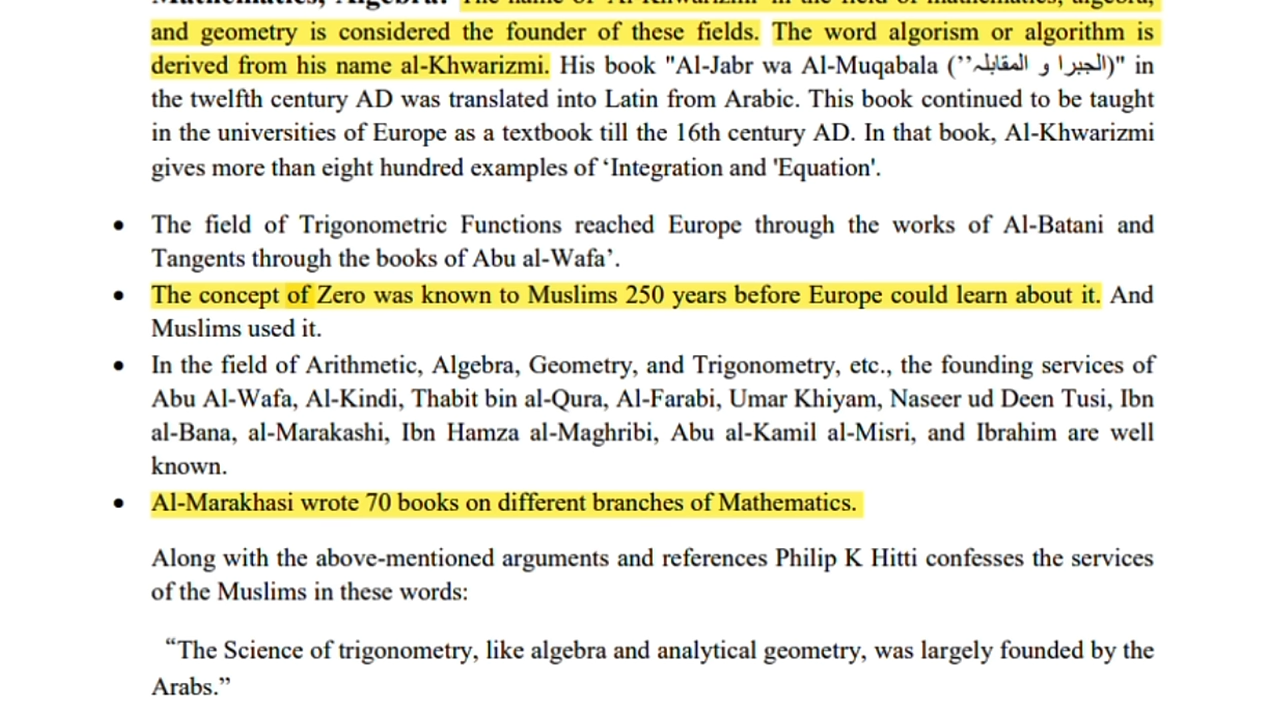 and geometry is considered the founder of these fields. The word algorism or algorithm is
derived from his name al-Khwarizmi. His book "Al-Jabr wa Al-Muqabala (’’الجبرا و المقابلہ)" in
the twelfth century AD was translated into Latin from Arabic. This book continued to be taught
in the universities of Europe as a textbook till the 16th century AD. In that book, Al-Khwarizmi
gives more than eight hundred examples of ‘Integration and 'Equation'.
• The field of Trigonometric Functions reached Europe through the works of Al-Batani and
Tangents through the books of Abu al-Wafa’.
• The concept of Zero was known to Muslims 250 years before Europe could learn about it. And
Muslims used it.
• In the field of Arithmetic, Algebra, Geometry, and Trigonometry, etc., the founding services of
Abu Al-Wafa, Al-Kindi, Thabit bin al-Qura, Al-Farabi, Umar Khiyam, Naseer ud Deen Tusi, Ibn
al-Bana, al-Marakashi, Ibn Hamza al-Maghribi, Abu al-Kamil al-Misri, and Ibrahim are well
known.
• Al-Marakhasi wrote 70 books on different branches of Mathematics.
Along with the above-mentioned arguments and references Philip K Hitti confesses the services
of the Muslims in these words:
“The Science of trigonometry, like algebra and analytical geometry, was largely founded by the
Arabs.”